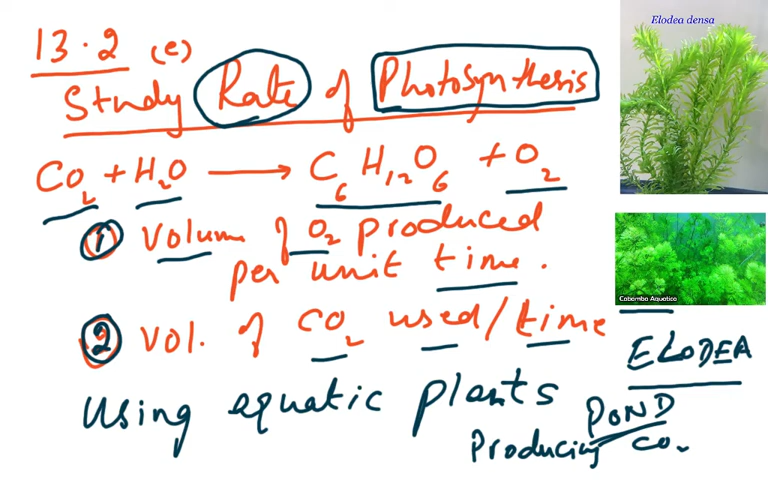 13.2 (e)
Study Rate of Photosynthesis
CO₂ + H₂O → C₆H₁₂O₆ + O₂
① Volume of O₂ produced
per unit time.
② Vol. of CO₂ used/time
Using aquatic plants
POND
Producing CO₂
Elodea densa
Cabomba Aquatica
ELODEA